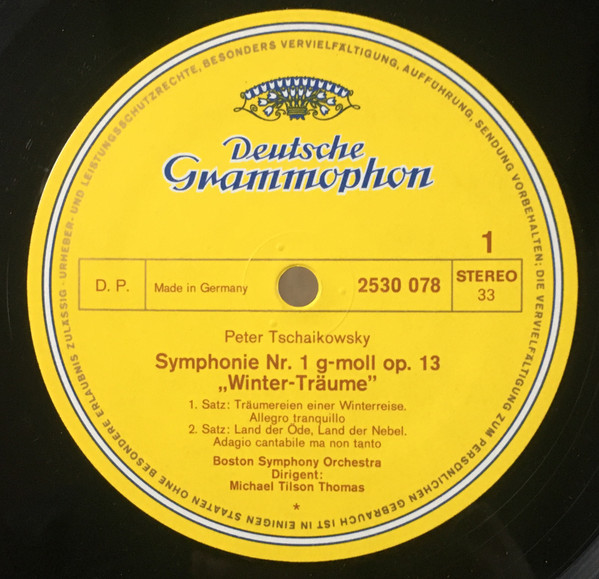 URHEBER- UND LEISTUNGSSCHUTZRECHTE, BESONDERS VERVIELFÄLTIGUNG, AUFFÜHRUNG, SENDUNG VORBEHALTEN; DIE VERVIELFÄLTIGUNG ZUM PERSÖNLICHEN GEBRAUCH IST IN EINIGEN STAATEN OHNE BESONDERE ERLAUBNIS ZULÄSSIG ·
Deutsche
Grammophon
1
D. P.
Made in Germany
2530 078
STEREO
33
Peter Tschaikowsky
Symphonie Nr. 1 g-moll op. 13
„Winter-Träume”
1. Satz: Träumereien einer Winterreise.
Allegro tranquillo
2. Satz: Land der Öde, Land der Nebel.
Adagio cantabile ma non tanto
Boston Symphony Orchestra
Dirigent:
Michael Tilson Thomas
*